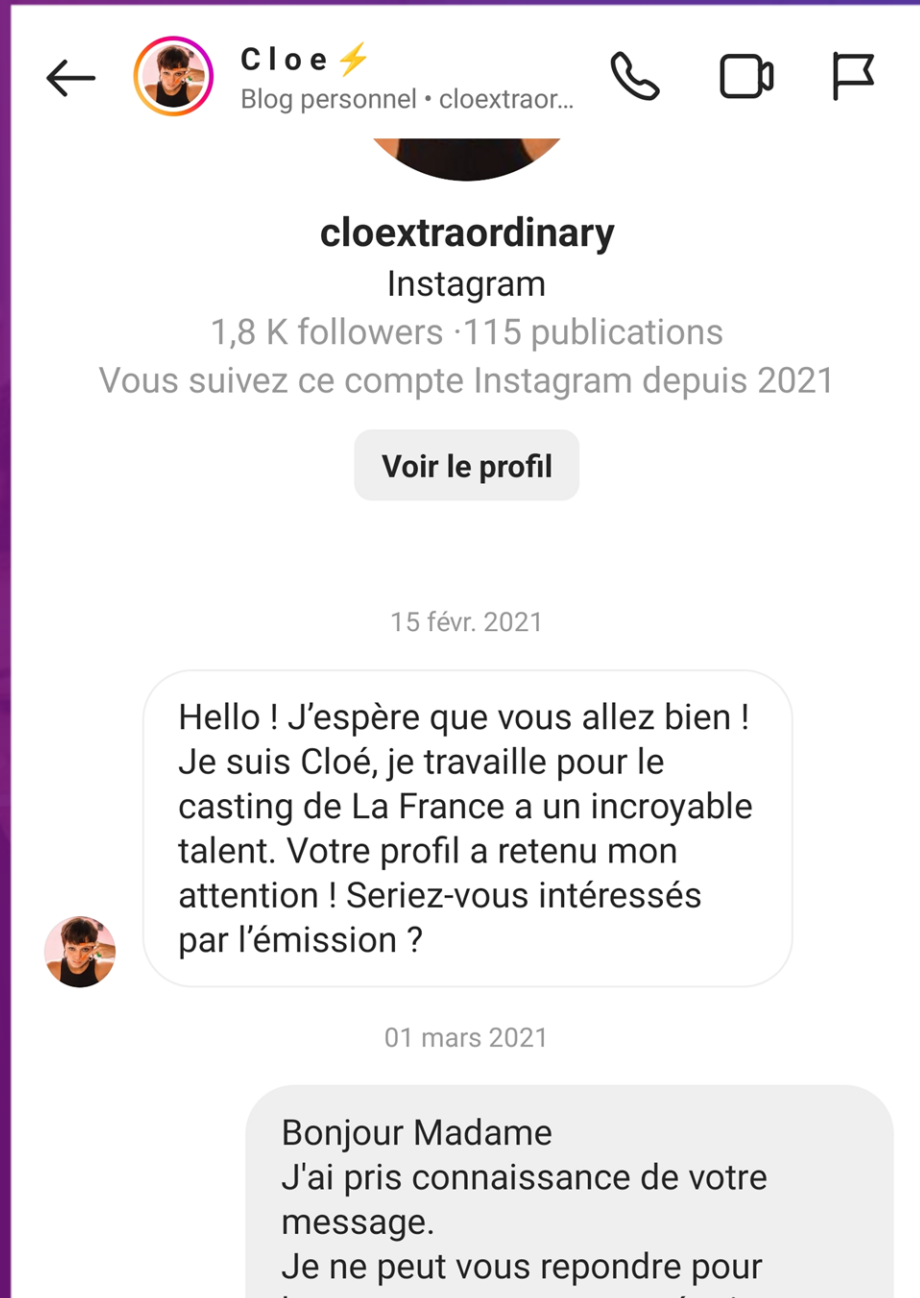 Cloe⚡
Blog personnel • cloextraor...
cloextraordinary
Instagram
1,8 K followers ·115 publications
Vous suivez ce compte Instagram depuis 2021
Voir le profil
15 févr. 2021
Hello ! J’espère que vous allez bien !
Je suis Cloé, je travaille pour le
casting de La France a un incroyable
talent. Votre profil a retenu mon
attention ! Seriez-vous intéressés
par l’émission ?
01 mars 2021
Bonjour Madame
J'ai pris connaissance de votre
message.
Je ne peut vous repondre pour